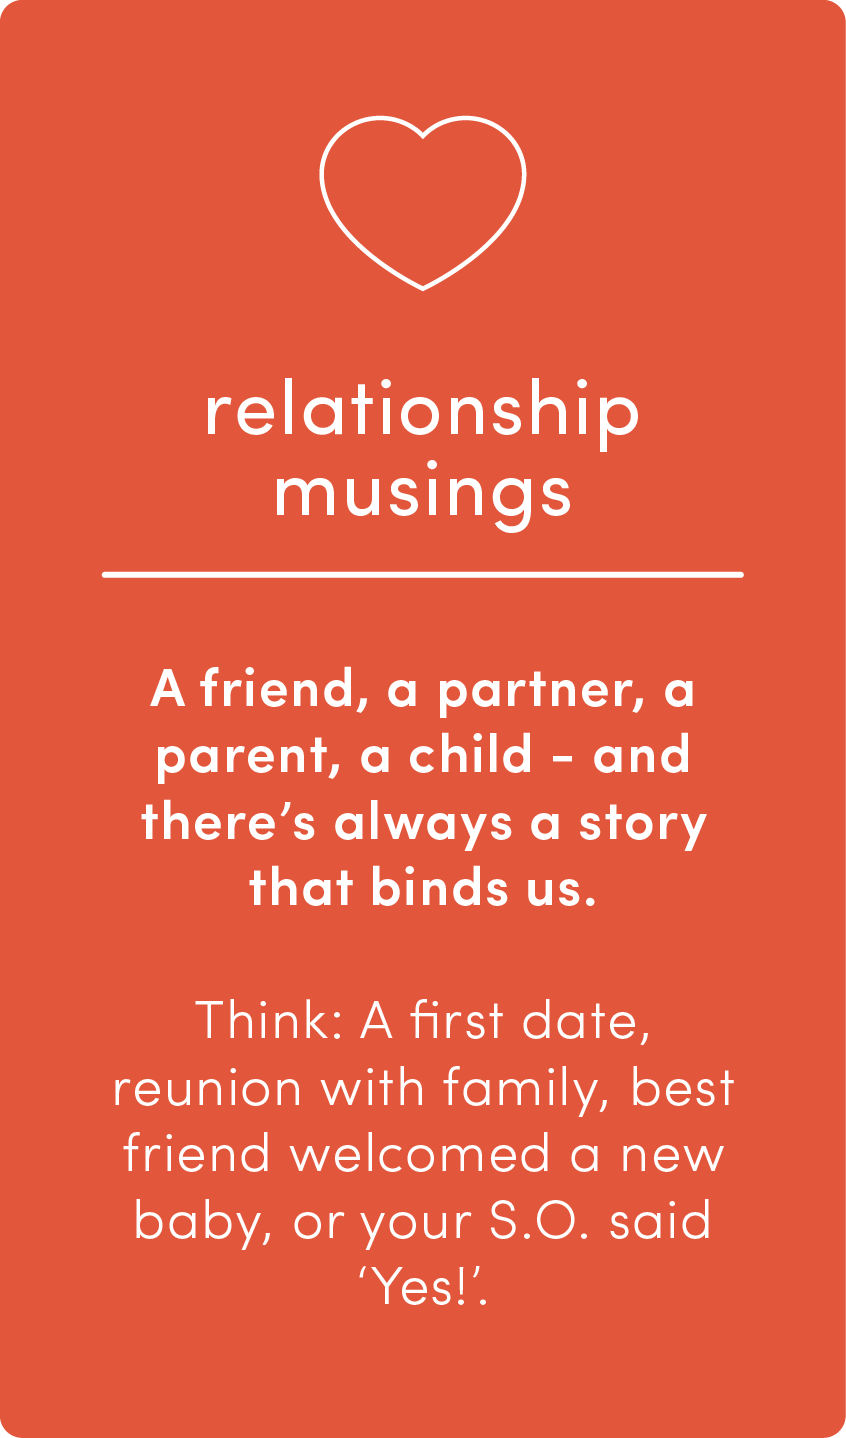 relationship
musings
A friend, a partner, a
parent, a child - and
there’s always a story
that binds us.
Think: A first date,
reunion with family, best
friend welcomed a new
baby, or your S.O. said
‘Yes!’.